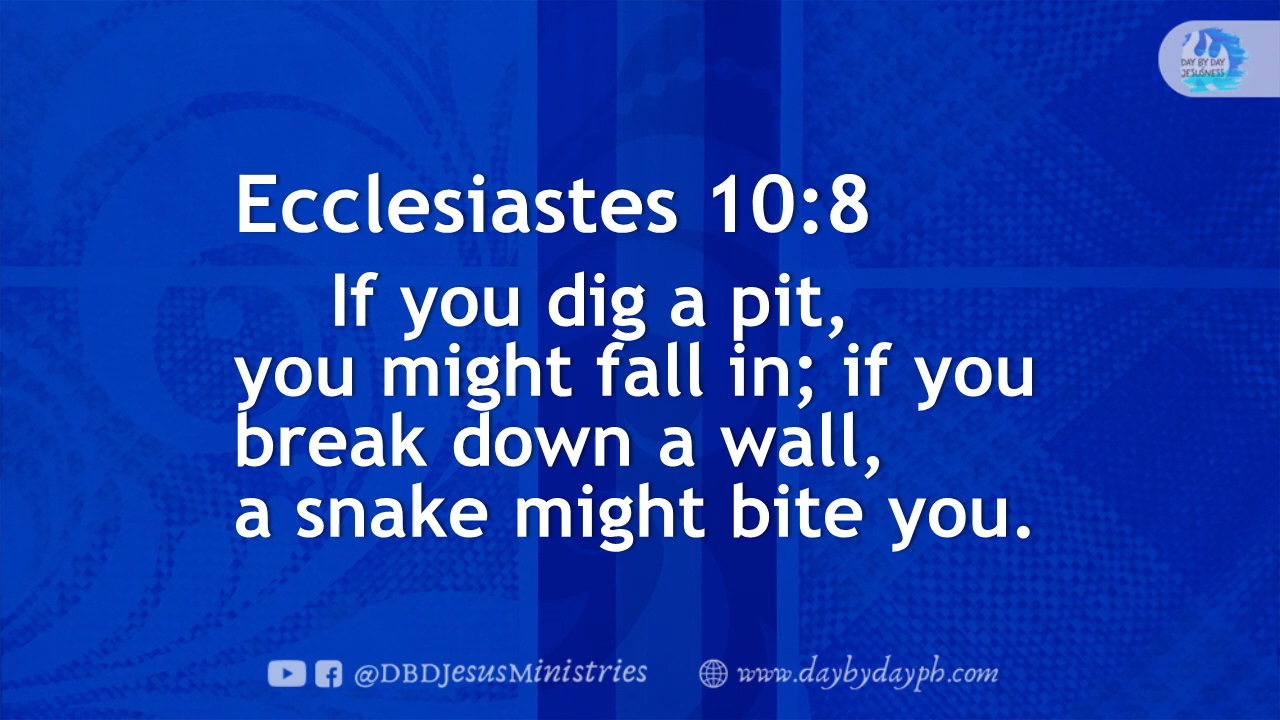 DAY BY DAY
JESUSNESS
Ecclesiastes 10:8
If you dig a pit,
you might fall in; if you
break down a wall,
a snake might bite you.
@DBDJesusMinistries www.daybydayph.com